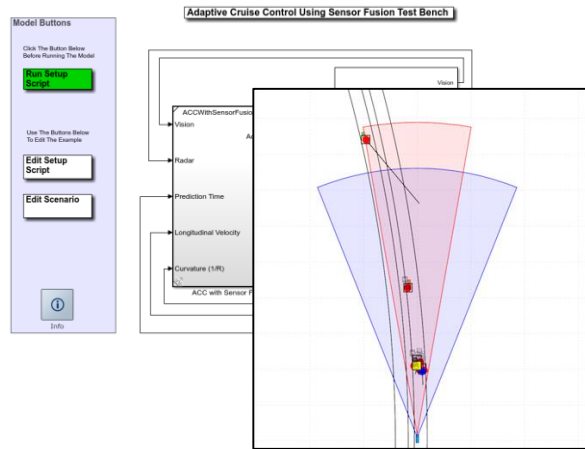 Adaptive Cruise Control Using Sensor Fusion Test Bench
Model Buttons
Click The Button Below
Before Running The Model
Run Setup
Script
Use The Buttons Below
To Edit The Example
Edit Setup
Script
Edit Scenario
Info
Vision
ACCWithSensorFusio
Vision
Radar
Prediction Time
Longitudinal Velocity
Curvature (1/R)
ACC with Sensor F